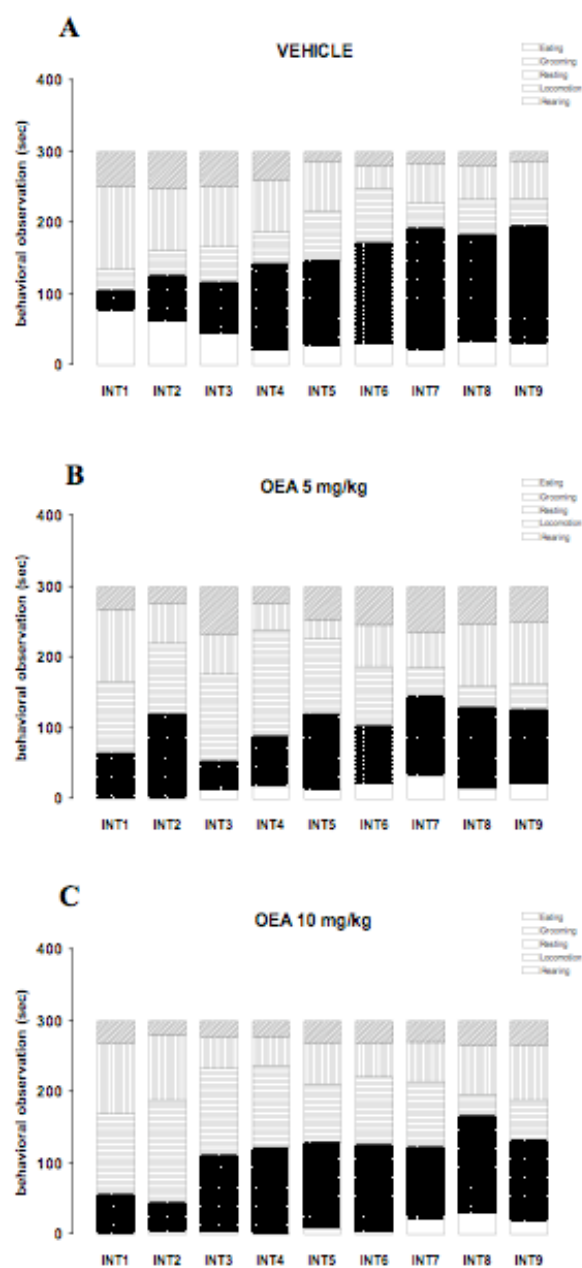 A
VEHICLE
Eating
Grooming
Resting
Locomotion
Rearing
behavioral observation (sec)
400
300
200
100
0
INT1 INT2 INT3 INT4 INT5 INT6 INT7 INT8 INT9
B
OEA 5 mg/kg
Eating
Grooming
Resting
Locomotion
Rearing
behavioral observation (sec)
400
300
200
100
0
INT1 INT2 INT3 INT4 INT5 INT6 INT7 INT8 INT9
C
OEA 10 mg/kg
Eating
Grooming
Resting
Locomotion
Rearing
behavioral observation (sec)
400
300
200
100
0
INT1 INT2 INT3 INT4 INT5 INT6 INT7 INT8 INT9